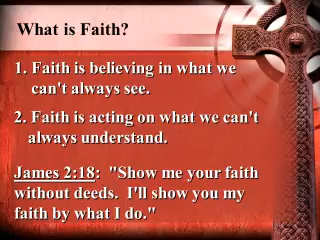 What is Faith?
1. Faith is believing in what we
can't always see.
2. Faith is acting on what we can't
always understand.
James 2:18:  "Show me your faith
without deeds.  I'll show you my
faith by what I do."